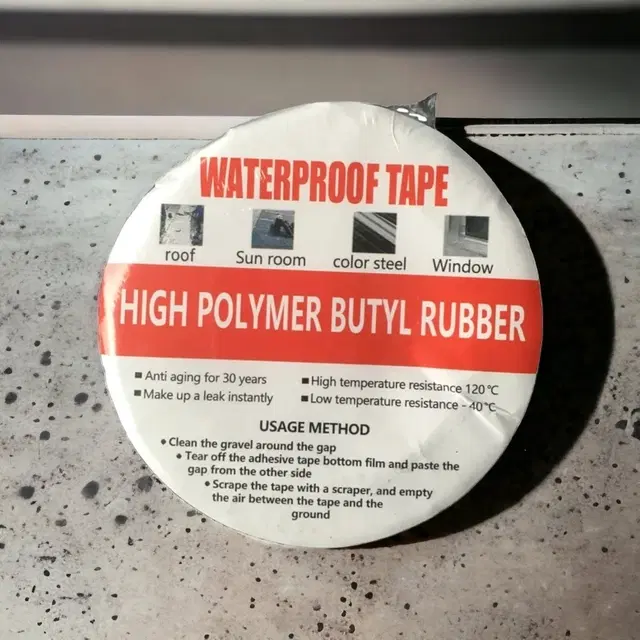 WATERPROOF TAPE
roof Sun room color steel Window
HIGH POLYMER BUTYL RUBBER
■ Anti aging for 30 years ■ High temperature resistance 120℃
■ Make up a leak instantly ■ Low temperature resistance - 40℃
USAGE METHOD
• Clean the gravel around the gap
• Tear off the adhesive tape bottom film and paste the
gap from the other side
• Scrape the tape with a scraper, and empty
the air between the tape and the
ground